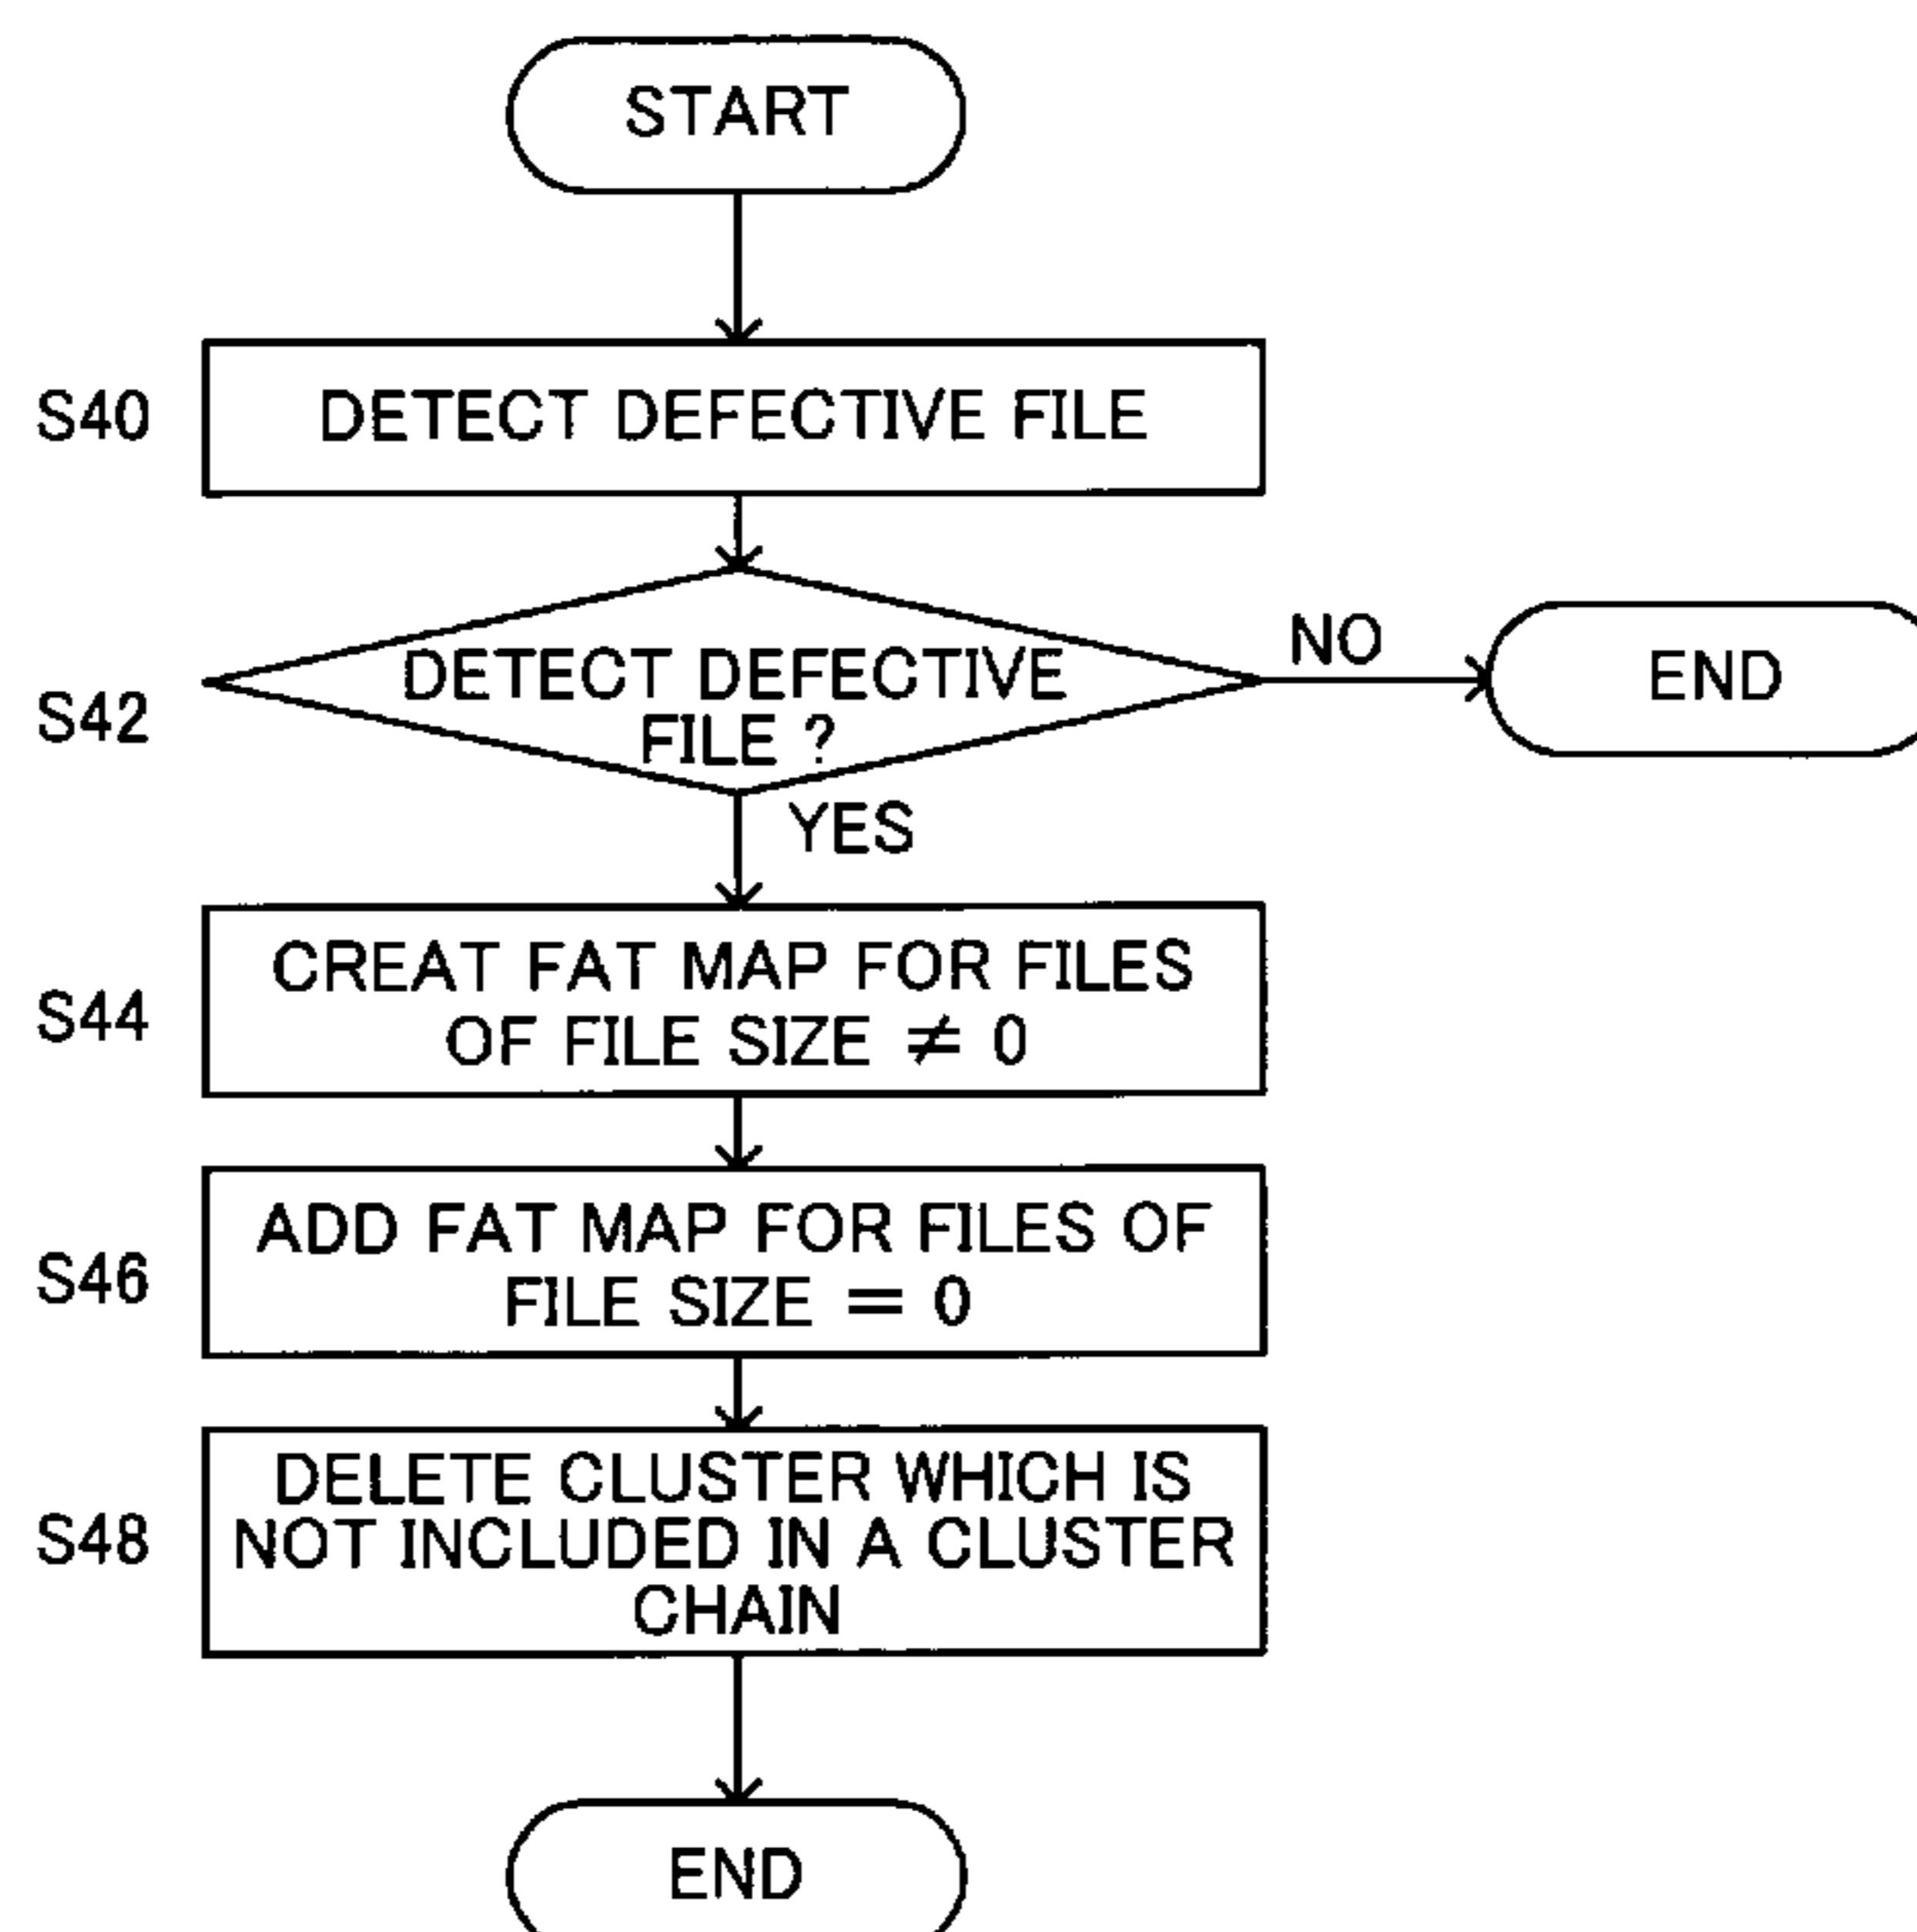 START
S40
DETECT DEFECTIVE FILE
S42
DETECT DEFECTIVE
FILE ?
NO
END
YES
S44
CREAT FAT MAP FOR FILES
OF FILE SIZE ≠ 0
S46
ADD FAT MAP FOR FILES OF
FILE SIZE = 0
S48
DELETE CLUSTER WHICH IS
NOT INCLUDED IN A CLUSTER
CHAIN
END